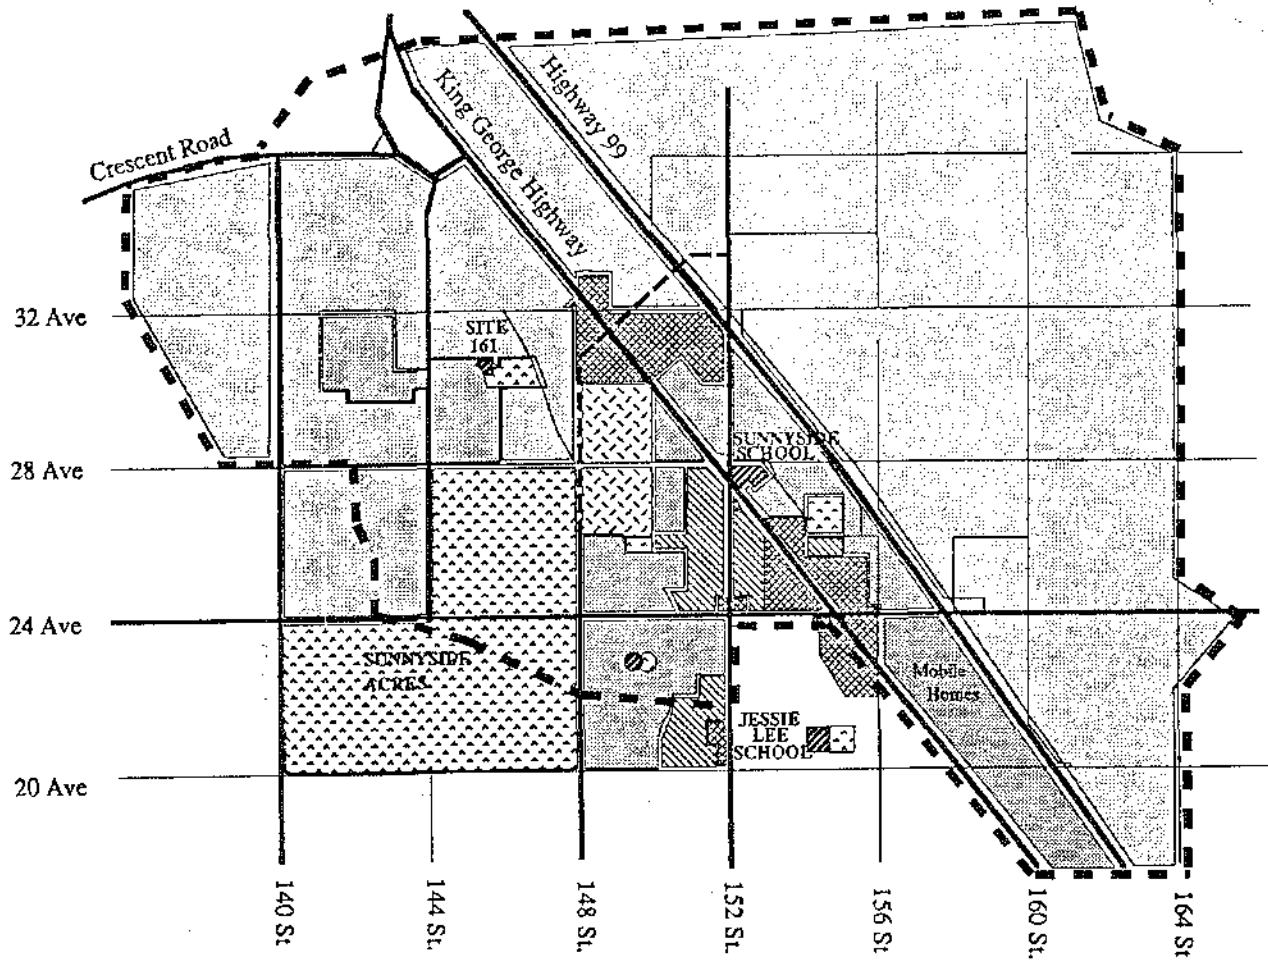 Highway 99
King George Highway
Crescent Road
32 Ave
SITE
161
SUNNYSIDE
SCHOOL
28 Ave
24 Ave
SUNNYSIDE
ACRES
Mobile
Homes
JESSIE
LEE
SCHOOL
20 Ave
140 St.
144 St.
148 St.
152 St.
156 St
160 St.
164 St